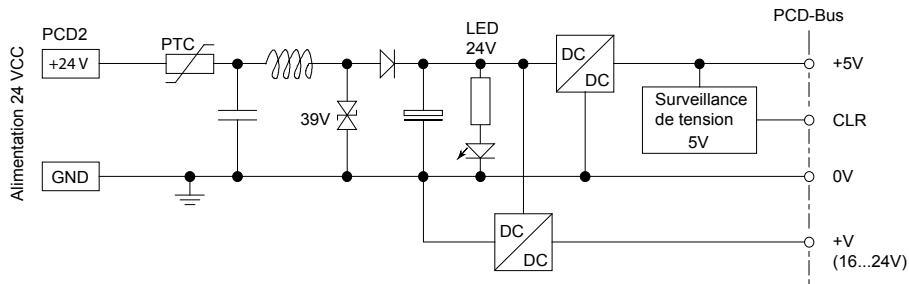 PCD-Bus
PCD2
PTC
LED
24V
+24 V
DC
DC
+5V
Alimentation 24 VCC
39V
Surveillance
de tension
5V
CLR
GND
0V
DC
DC
+V
(16...24V)